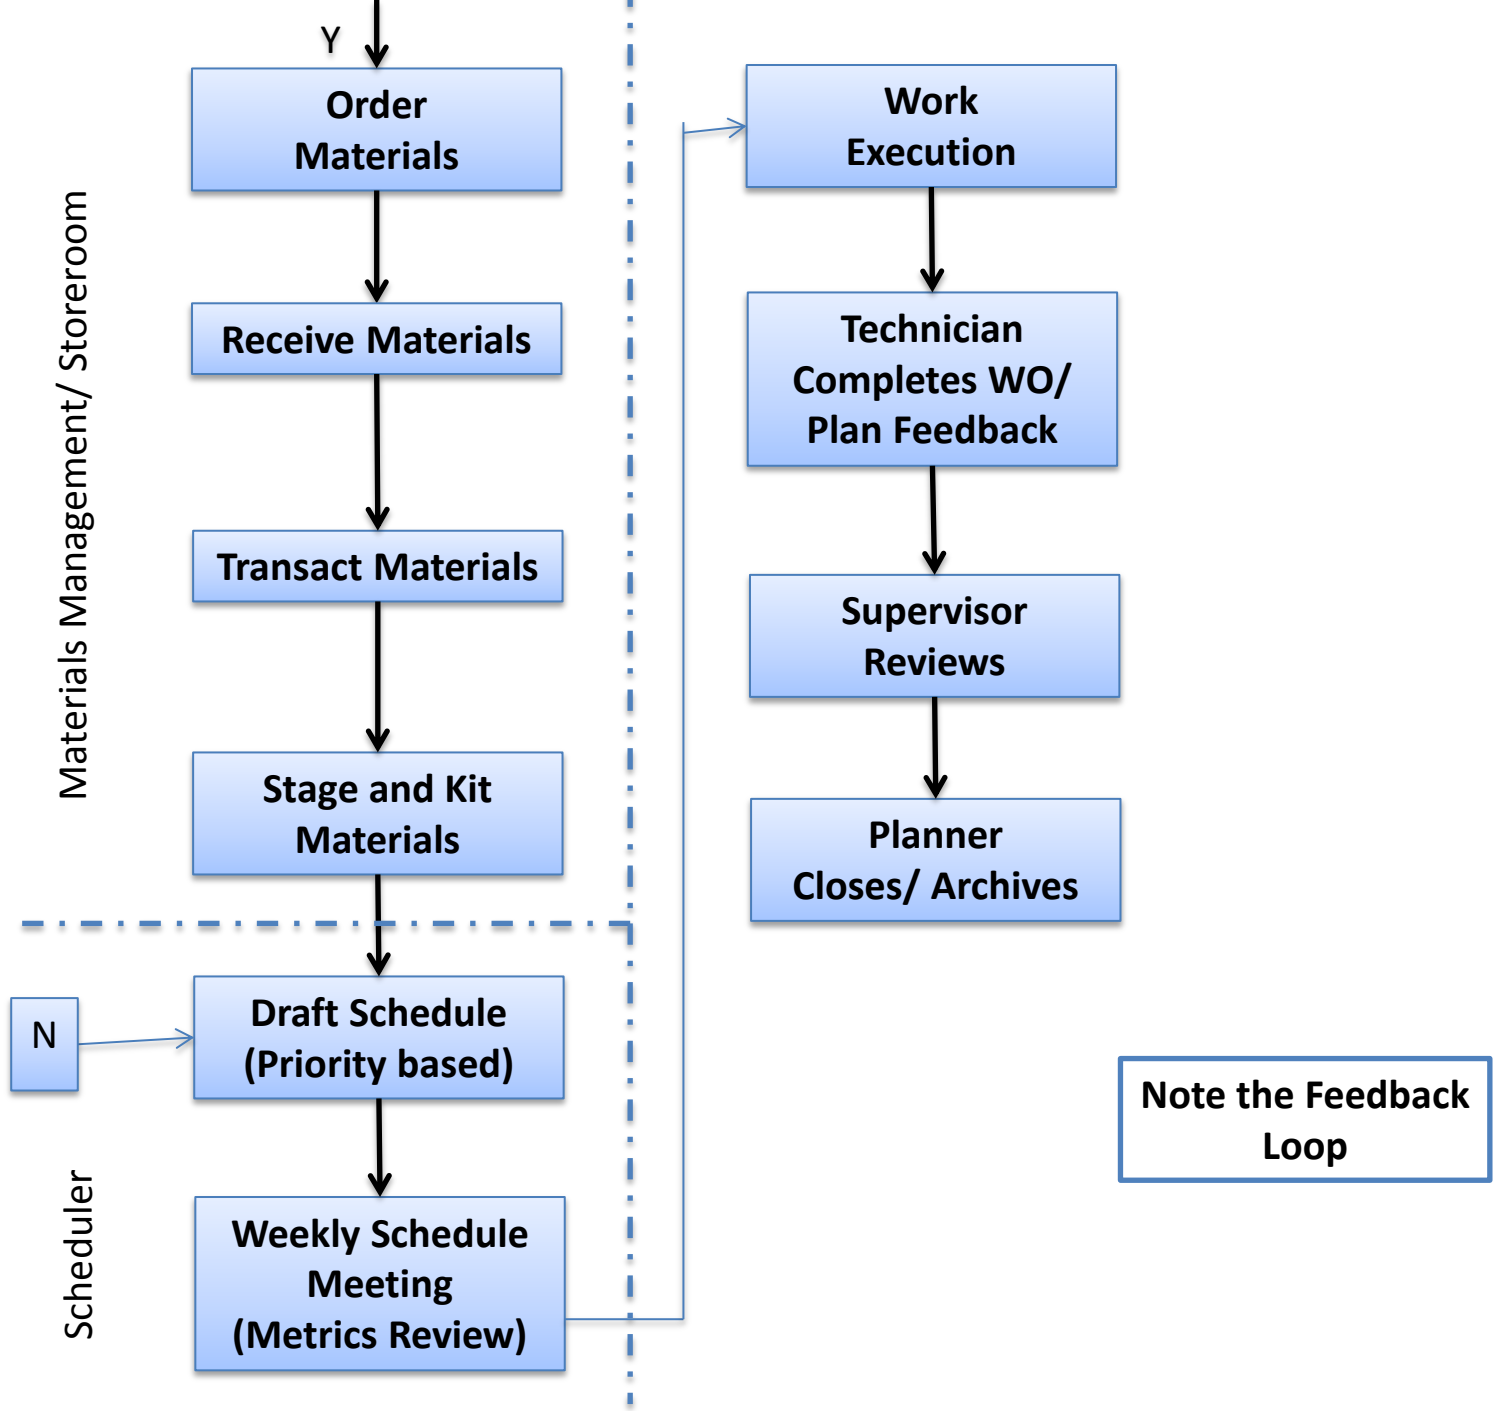 Y
Order
Materials
Receive Materials
Transact Materials
Stage and Kit
Materials
Materials Management/ Storeroom
N
Draft Schedule
(Priority based)
Weekly Schedule
Meeting
(Metrics Review)
Scheduler
Work
Execution
Technician
Completes WO/
Plan Feedback
Supervisor
Reviews
Planner
Closes/ Archives
Note the Feedback
Loop